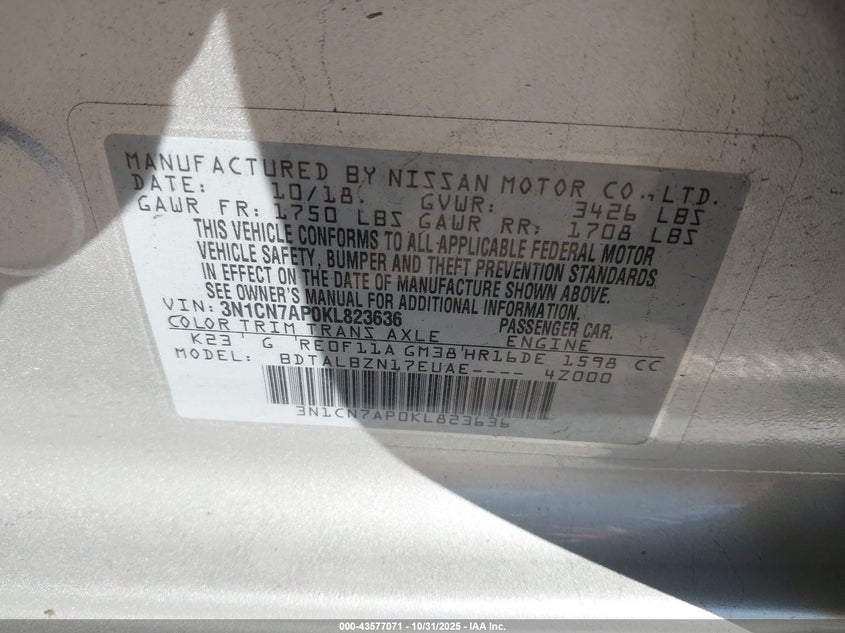 MANUFACTURED BY NISSAN MOTOR CO., LTD.
DATE: 10/18. GVWR: 3426 LBS
GAWR FR: 1750 LBS GAWR RR: 1708 LBS
THIS VEHICLE CONFORMS TO ALL APPLICABLE FEDERAL MOTOR
VEHICLE SAFETY, BUMPER AND THEFT PREVENTION STANDARDS
IN EFFECT ON THE DATE OF MANUFACTURE SHOWN ABOVE.
SEE OWNER'S MANUAL FOR ADDITIONAL INFORMATION.
VIN: 3N1CN7AP0KL823636 PASSENGER CAR.
COLOR TRIM TRANS AXLE ENGINE
K23' G 'RE0F11A GM38'HR16DE 1598 CC
MODEL: BDTALBZN17EUAE---- 4Z000
3N1CN7AP0KL823636
000-43577071 - 10/31/2025 - IAA Inc.